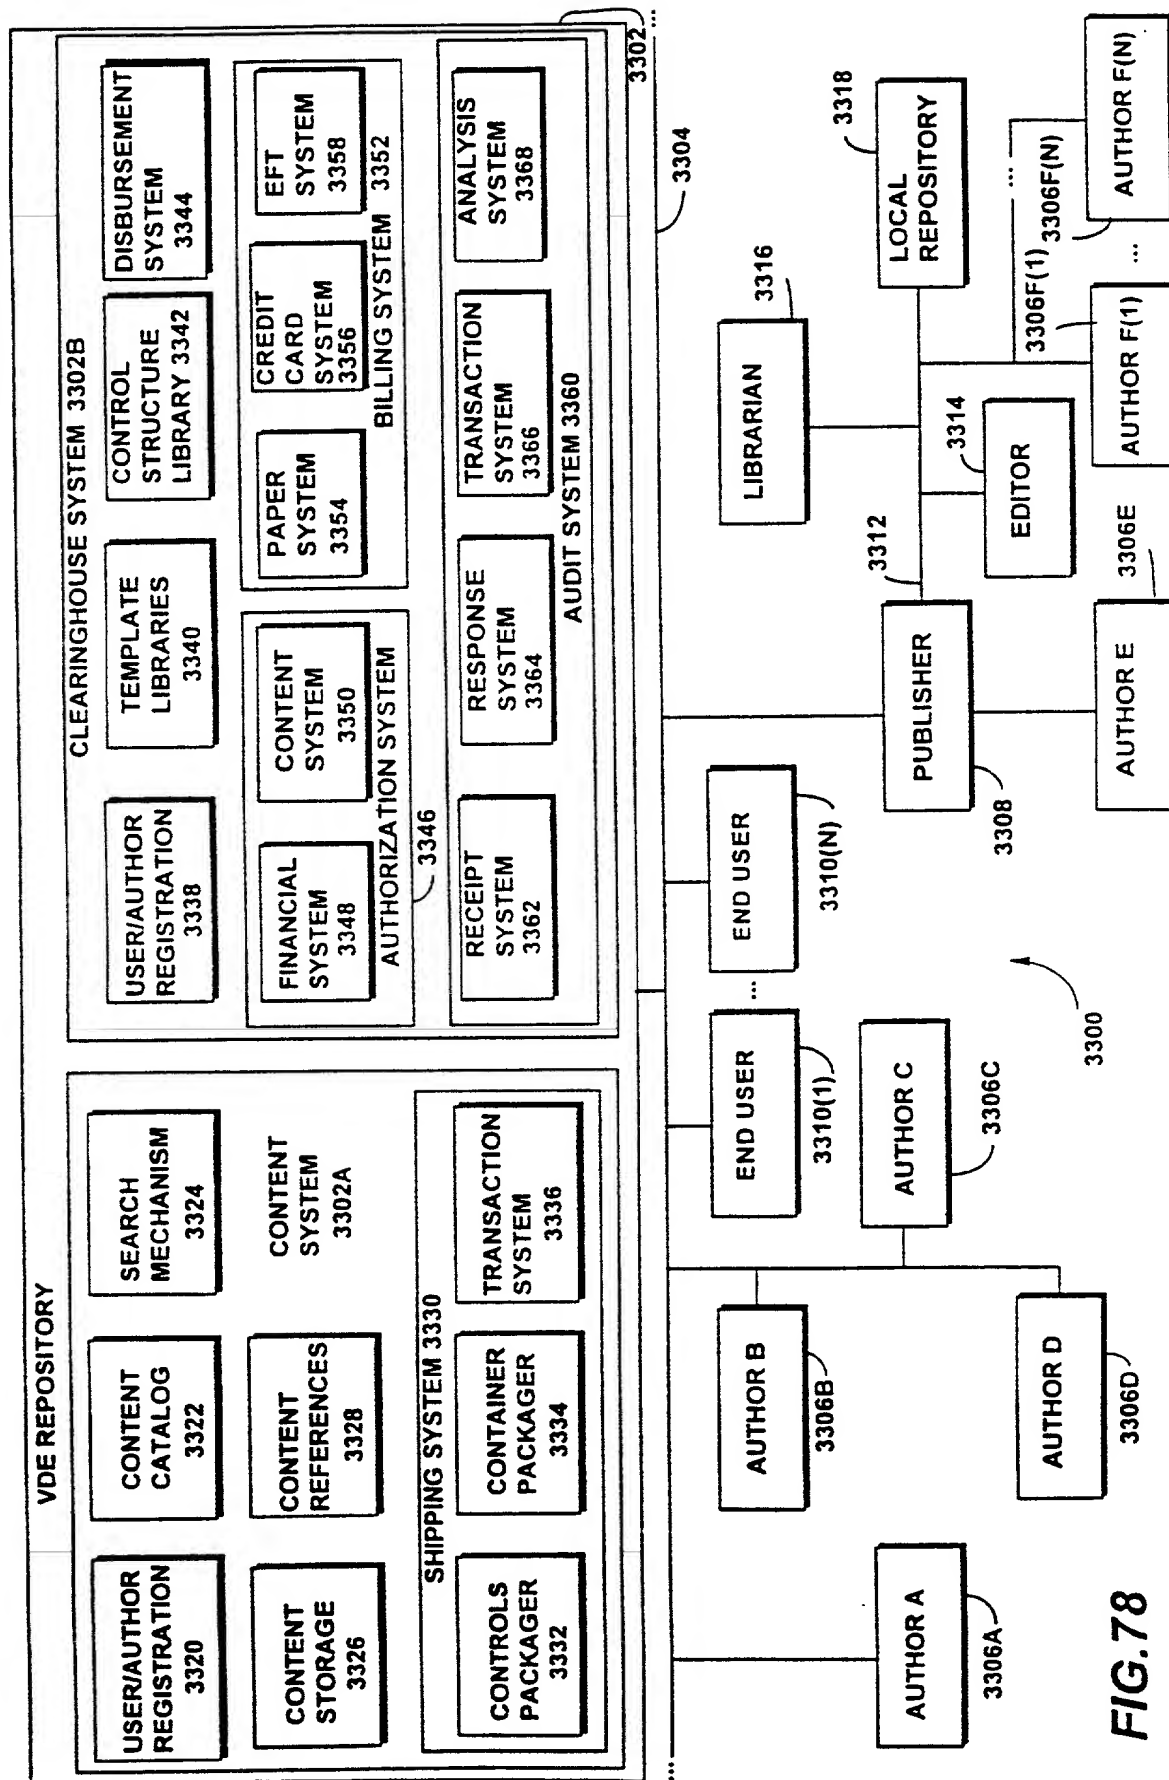 VDE REPOSITORY
USER/AUTHOR
REGISTRATION
3320
CONTENT
CATALOG
3322
SEARCH
MECHANISM
3324
CONTENT
STORAGE
3326
CONTENT
REFERENCES
3328
CONTENT
SYSTEM
3302A
SHIPPING SYSTEM 3330
CONTROLS
PACKAGER
3332
CONTAINER
PACKAGER
3334
TRANSACTION
SYSTEM
3336
CLEARINGHOUSE SYSTEM 3302B
USER/AUTHOR
REGISTRATION
3338
TEMPLATE
LIBRARIES
3340
CONTROL
STRUCTURE
LIBRARY 3342
DISBURSEMENT
SYSTEM
3344
FINANCIAL
SYSTEM
3348
CONTENT
SYSTEM
3350
AUTHORIZATION SYSTEM
3346
PAPER
SYSTEM
3354
CREDIT
CARD
SYSTEM
3356
EFT
SYSTEM
3358
BILLING SYSTEM 3352
RECEIPT
SYSTEM
3362
RESPONSE
SYSTEM
3364
TRANSACTION
SYSTEM
3366
ANALYSIS
SYSTEM
3368
AUDIT SYSTEM 3360
3302
...
...
3304
AUTHOR A
3306A
AUTHOR B
3306B
AUTHOR C
3306C
AUTHOR D
3306D
END USER
3310(1)
...
END USER
3310(N)
3300
PUBLISHER
3308
3312
AUTHOR E
3306E
LIBRARIAN
3316
EDITOR
3314
LOCAL
REPOSITORY
3318
3306F(1)
AUTHOR F(1)
...
...
3306F(N)
AUTHOR F(N)
FIG.78